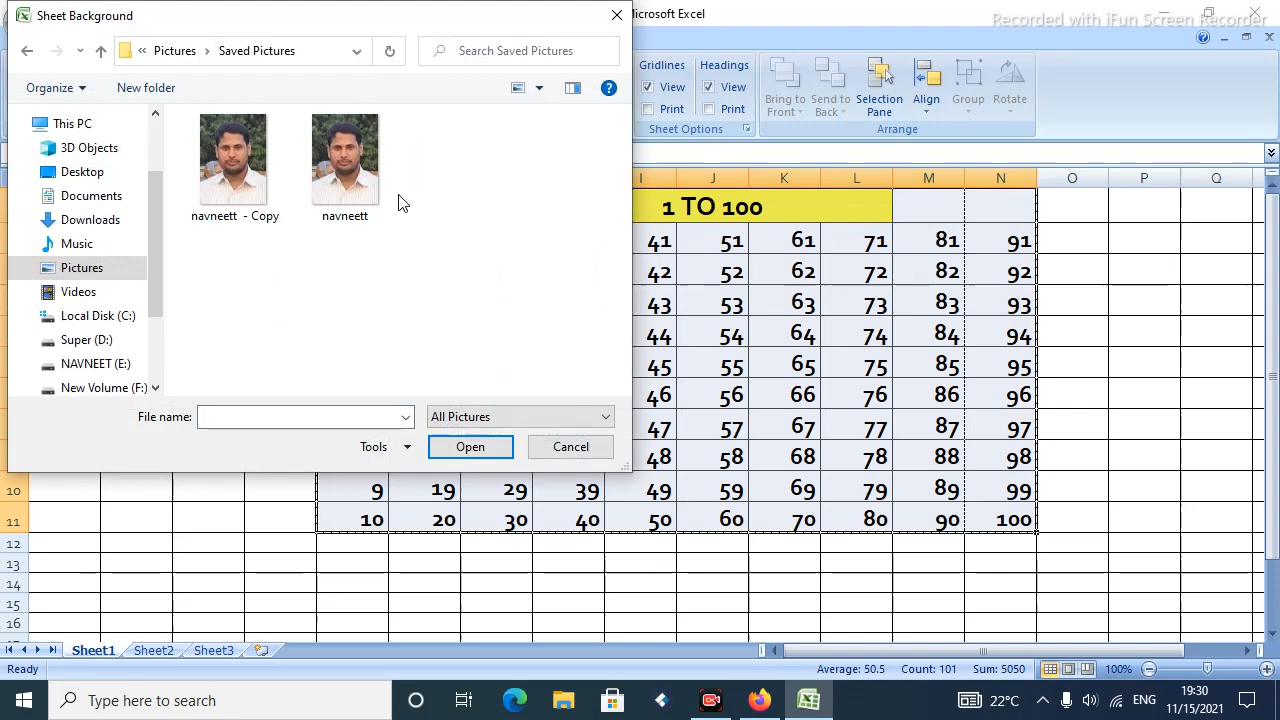 Sheet Background
Microsoft Excel
Recorded with iFun Screen Recorder
Pictures Saved Pictures
Search Saved Pictures
Organize
New folder
This PC
3D Objects
Desktop
Documents
Downloads
Music
Pictures
Videos
Local Disk (C:)
Super (D:)
NAVNEET (E:)
New Volume (F:)
navneett - Copy
navneett
File name:
All Pictures
Tools
Open
Cancel
Gridlines
View
Print
Headings
View
Print
Sheet Options
Bring to Front
Send to Back
Selection Pane
Align
Group
Rotate
Arrange
I J K L M N O P Q
1 TO 100
41 51 61 71 81 91
42 52 62 72 82 92
43 53 63 73 83 93
44 54 64 74 84 94
45 55 65 75 85 95
46 56 66 76 86 96
47 57 67 77 87 97
48 58 68 78 88 98
10 9 19 29 39 49 59 69 79 89 99
11 10 20 30 40 50 60 70 80 90 100
12
13
14
15
16
Sheet1 Sheet2 Sheet3
Ready
Average: 50.5 Count: 101 Sum: 5050
100%
Type here to search
22°C
ENG
19:30
11/15/2021